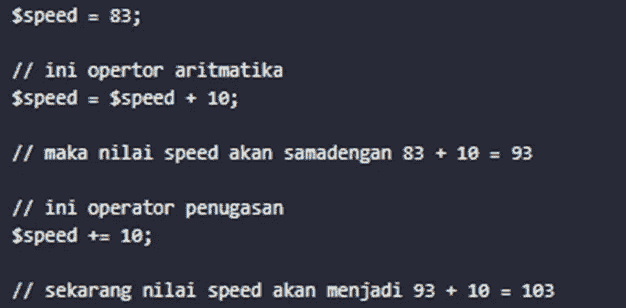 $speed = 83;
// ini opertor aritmatika
$speed = $speed + 10;
// maka nilai speed akan samadengan 83 + 10 = 93
// ini operator penugasan
$speed += 10;
// sekarang nilai speed akan menjadi 93 + 10 = 103